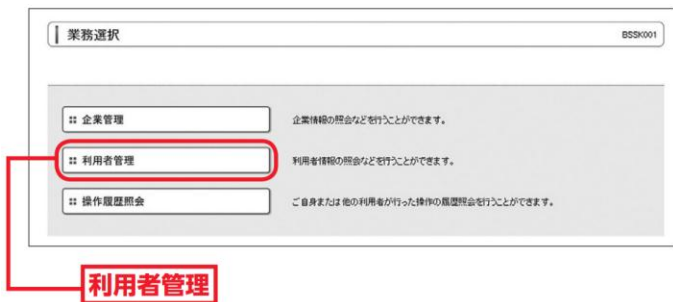 業務選択 BSSK001
企業管理 企業情報の照会などを行うことができます。
利用者管理 利用者情報の照会などを行うことができます。
操作履歴照会 ご自身または他の利用者が行った操作の履歴照会を行うことができます。
利用者管理